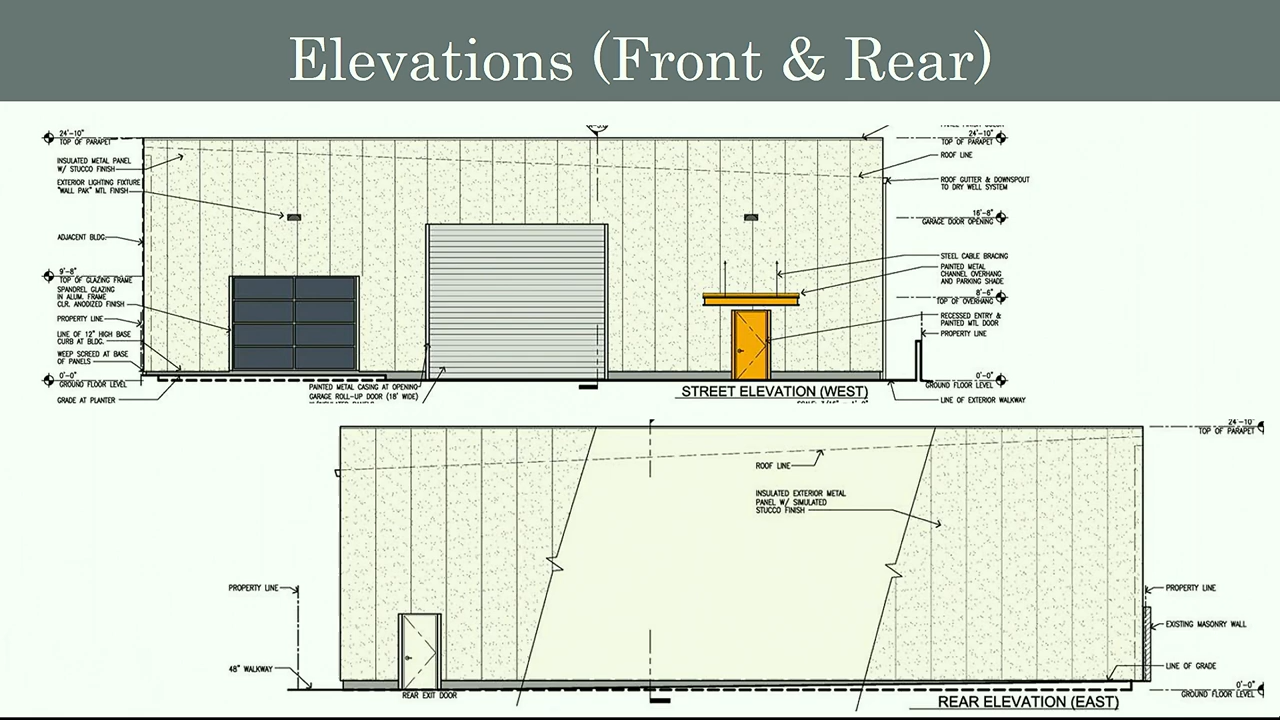 Elevations (Front & Rear)
24'-10"
TOP OF PARAPET
INSULATED METAL PANEL
W/ STUCCO FINISH
EXTERIOR LIGHTING FIXTURE
"WALL PAK" MTL FINISH
ADJACENT BLDG.
9'-8"
TOP OF GLAZING FRAME
SPANDREL GLAZING
IN ALUM. FRAME
CLR. ANODIZED FINISH
PROPERTY LINE
LINE OF 12" HIGH BASE
CURB AT BLDG.
WEEP SCREED AT BASE
OF PANELS
0'-0"
GROUND FLOOR LEVEL
GRADE AT PLANTER
PAINTED METAL CASING AT OPENING
GARAGE ROLL-UP DOOR (18' WIDE)
STREET ELEVATION (WEST)
24'-10"
TOP OF PARAPET
ROOF LINE
ROOF GUTTER & DOWNSPOUT
TO DRY WELL SYSTEM
16'-8"
GARAGE DOOR OPENING
STEEL CABLE BRACING
PAINTED METAL
CHANNEL OVERHANG
AND PARKING SHADE
8'-6"
TOP OF OVERHANG
RECESSED ENTRY &
PAINTED MTL DOOR
PROPERTY LINE
0'-0"
GROUND FLOOR LEVEL
LINE OF EXTERIOR WALKWAY
24'-10"
TOP OF PARAPET
ROOF LINE
INSULATED EXTERIOR METAL
PANEL W/ SIMULATED
STUCCO FINISH
PROPERTY LINE
48" WALKWAY
REAR EXIT DOOR
PROPERTY LINE
EXISTING MASONRY WALL
LINE OF GRADE
0'-0"
GROUND FLOOR LEVEL
REAR ELEVATION (EAST)